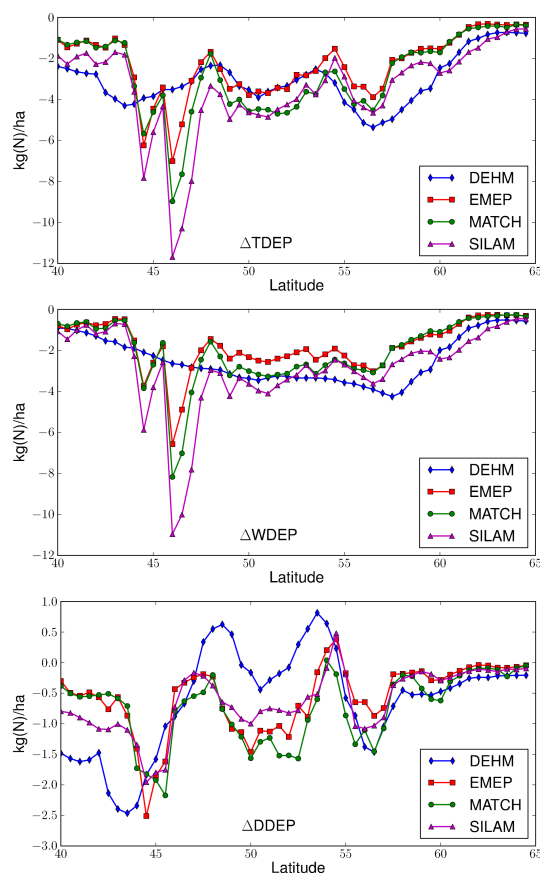 0
−2
−4
−6
−8
−10
−12
kg(N)/ha
DEHM
EMEP
MATCH
SILAM
ΔTDEP
40 45 50 55 60 65
Latitude
0
−2
−4
−6
−8
−10
−12
kg(N)/ha
DEHM
EMEP
MATCH
SILAM
ΔWDEP
40 45 50 55 60 65
Latitude
1.0
0.5
0.0
−0.5
−1.0
−1.5
−2.0
−2.5
−3.0
kg(N)/ha
DEHM
EMEP
MATCH
SILAM
ΔDDEP
40 45 50 55 60 64.5
Latitude